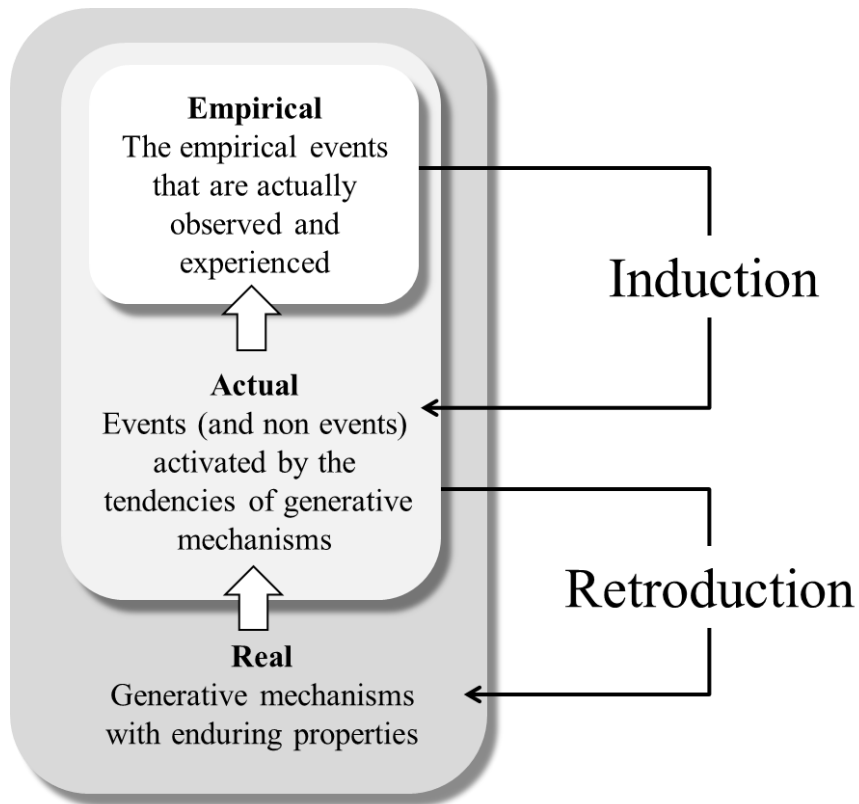 Empirical
The empirical events
that are actually
observed and
experienced
Induction
Actual
Events (and non events)
activated by the
tendencies of generative
mechanisms
Retroduction
Real
Generative mechanisms
with enduring properties